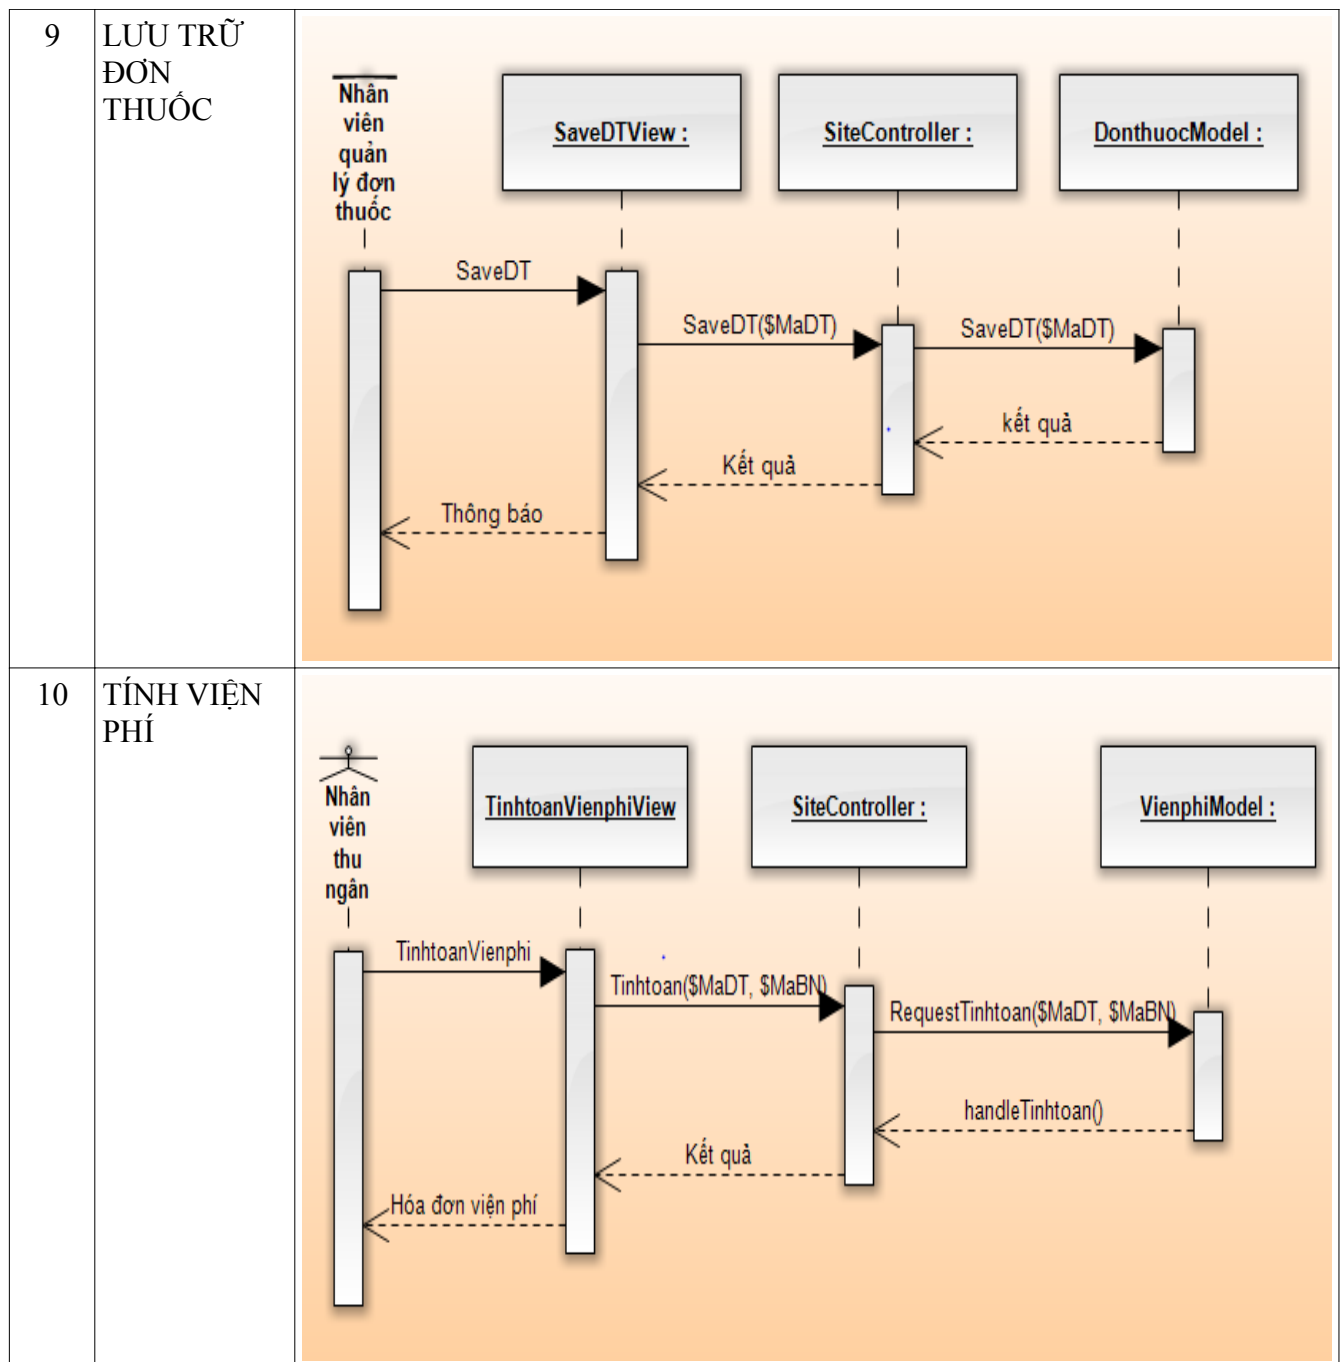 9
LƯU TRỮ
ĐƠN
THUỐC
Nhân
viên
quản
lý đơn
thuốc
SaveDTView :
SiteController :
DonthuocModel :
SaveDT
SaveDT($MaDT)
SaveDT($MaDT)
kết quả
Kết quả
Thông báo
10
TÍNH VIỆN
PHÍ
Nhân
viên
thu
ngân
TinhtoanVienphiView
SiteController :
VienphiModel :
TinhtoanVienphi
Tinhtoan($MaDT, $MaBN)
RequestTinhtoan($MaDT, $MaBN)
handleTinhtoan()
Kết quả
Hóa đơn viện phí